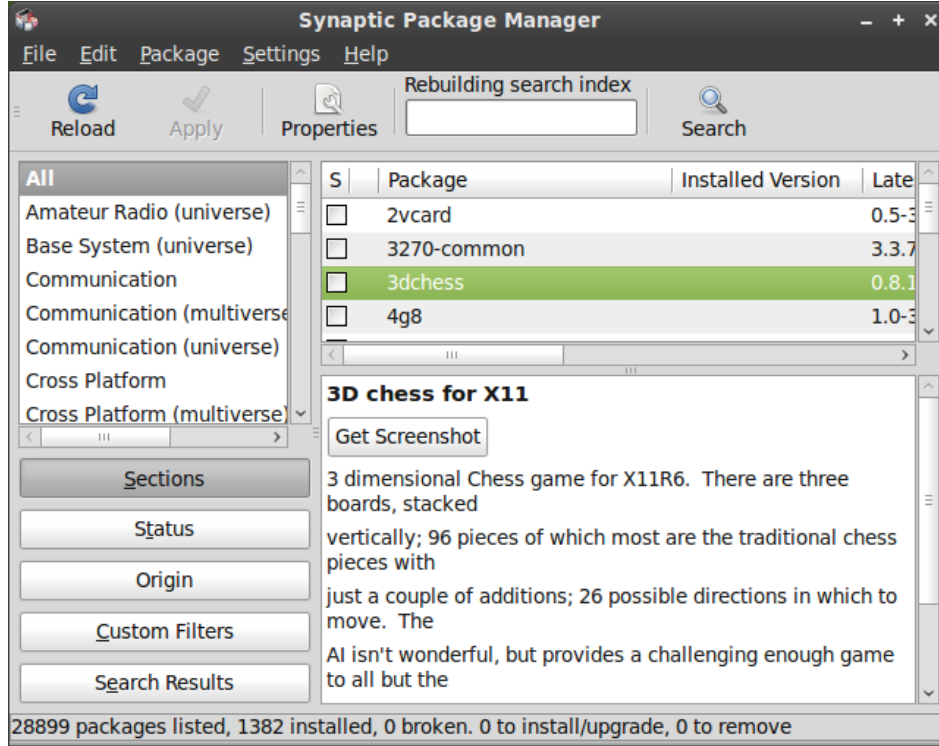 Synaptic Package Manager
File Edit Package Settings Help
Rebuilding search index
Reload Apply Properties Search
All
Amateur Radio (universe)
Base System (universe)
Communication
Communication (multiverse
Communication (universe)
Cross Platform
Cross Platform (multiverse)
Sections
Status
Origin
Custom Filters
Search Results
S Package Installed Version Late
2vcard 0.5-3
3270-common 3.3.7
3dchess 0.8.1
4g8 1.0-3
3D chess for X11
Get Screenshot
3 dimensional Chess game for X11R6.  There are three
boards, stacked
vertically; 96 pieces of which most are the traditional chess
pieces with
just a couple of additions; 26 possible directions in which to
move.  The
AI isn't wonderful, but provides a challenging enough game
to all but the
28899 packages listed, 1382 installed, 0 broken. 0 to install/upgrade, 0 to remove